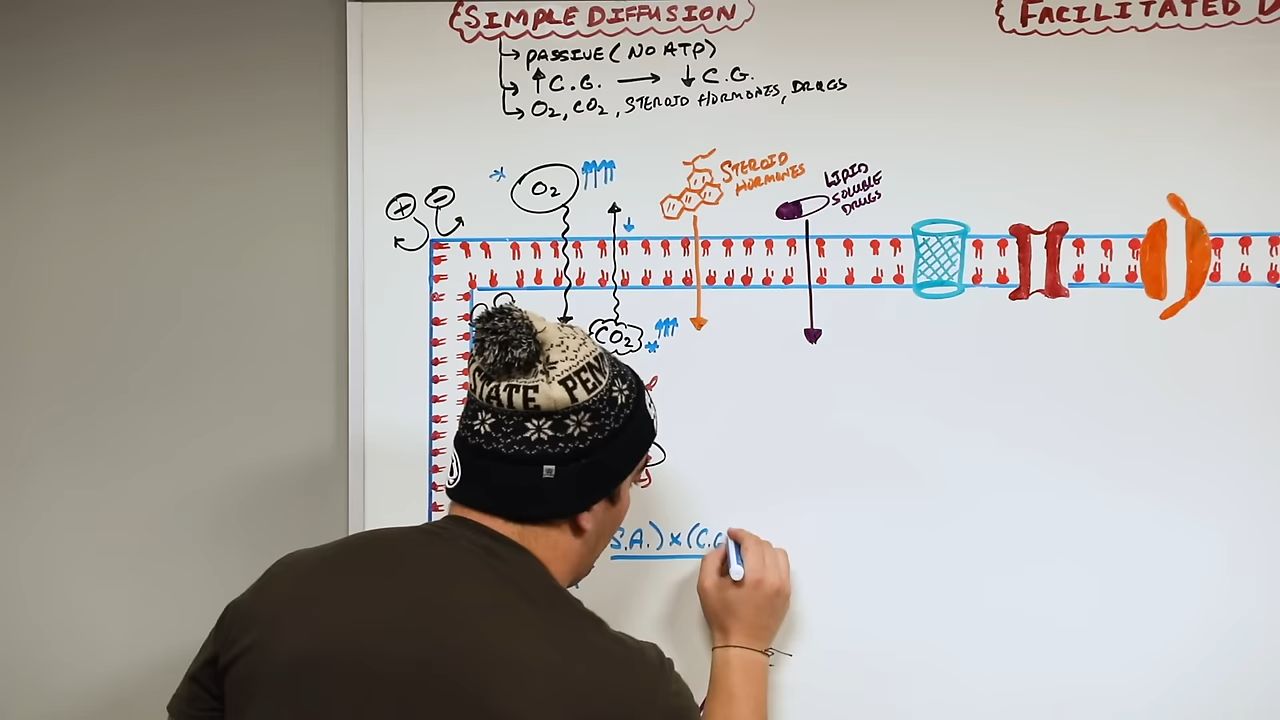 SIMPLE DIFFUSION
FACILITATED D
→ PASSIVE (NO ATP)
→ ↑ C.G. → ↓ C.G.
→ O2, CO2, STEROID HORMONES, DRUGS
+
-
* O2 ↑↑↑
↓
STEROID
HORMONES
LIPID
SOLUBLE
DRUGS
CO2 * ↑↑↑
STATE PEN
S.A.) x (C.G